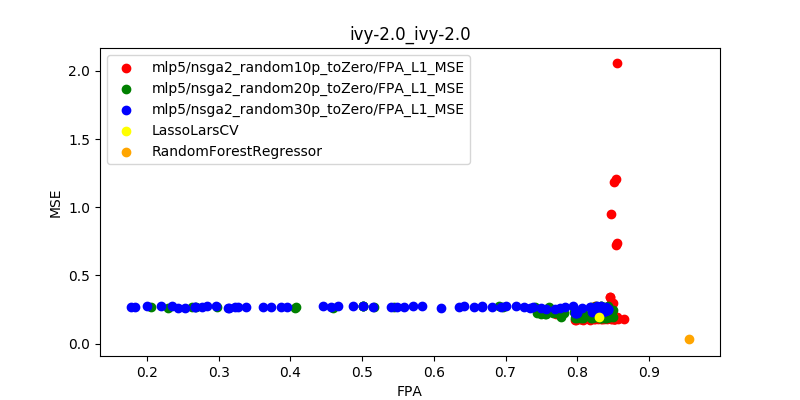 ivy-2.0_ivy-2.0
mlp5/nsga2_random10p_toZero/FPA_L1_MSE
mlp5/nsga2_random20p_toZero/FPA_L1_MSE
mlp5/nsga2_random30p_toZero/FPA_L1_MSE
LassoLarsCV
RandomForestRegressor
MSE
2.0
1.5
1.0
0.5
0.0
0.2 0.3 0.4 0.5 0.6 0.7 0.8 0.9
FPA